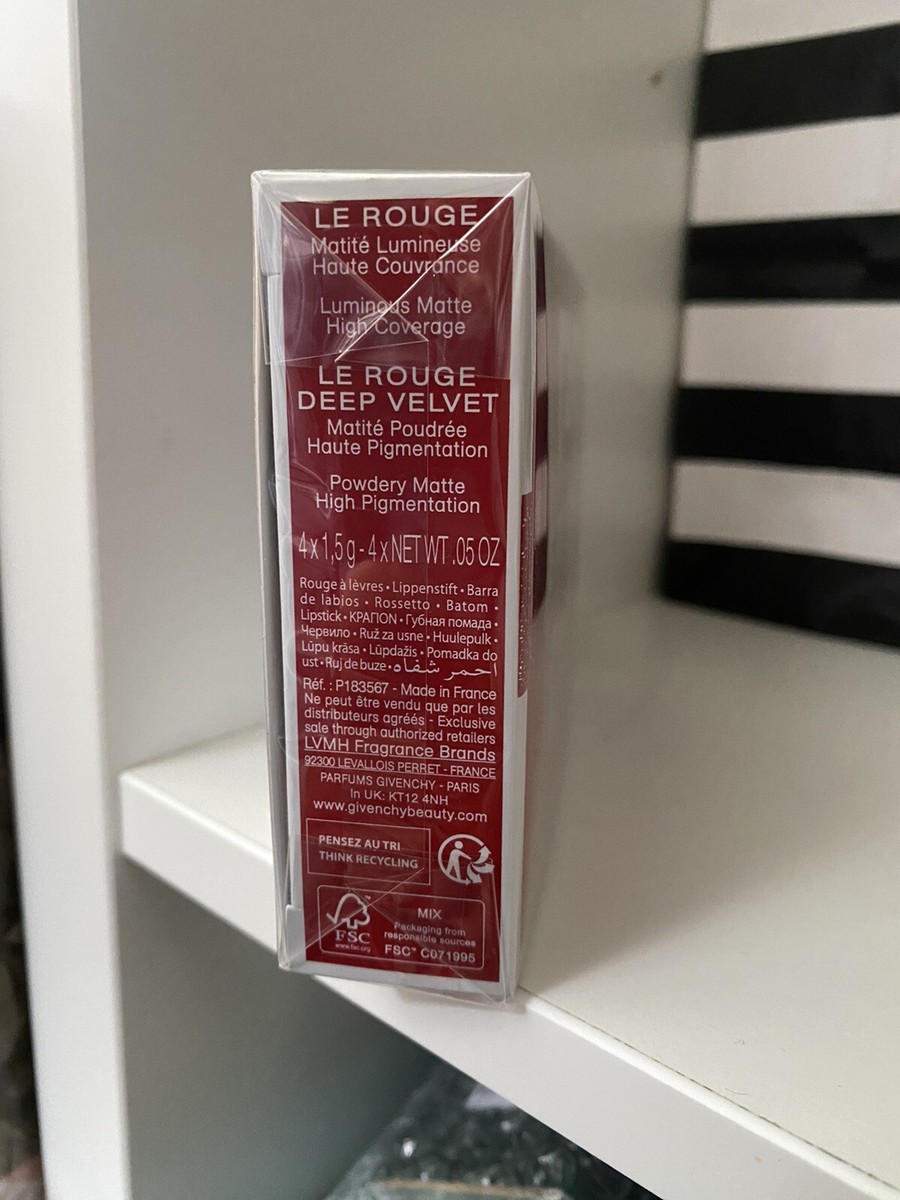 LE ROUGE
Matité Lumineuse
Haute Couvrance
Luminous Matte
High Coverage
LE ROUGE
DEEP VELVET
Matité Poudrée
Haute Pigmentation
Powdery Matte
High Pigmentation
4 x 1,5 g - 4 x NET WT .05 OZ
Rouge à lèvres • Lippenstift • Barra
de labios • Rossetto • Batom •
Lipstick • ΚΡΑΓΙΟΝ • Губная помада •
Червило • Ruž za usne • Huulepulk •
Lūpu krāsa • Lūpdažis • Pomadka do
ust • Ruj de buze • احمر شفاه
Réf. : P183567 - Made in France
Ne peut être vendu que par les
distributeurs agréés - Exclusive
sale through authorized retailers
LVMH Fragrance Brands
92300 LEVALLOIS PERRET - FRANCE
PARFUMS GIVENCHY - PARIS
In UK: KT12 4NH
www.givenchybeauty.com
PENSEZ AU TRI
THINK RECYCLING
FSC
www.fsc.org
MIX
Packaging from
responsible sources
FSC™ C071995